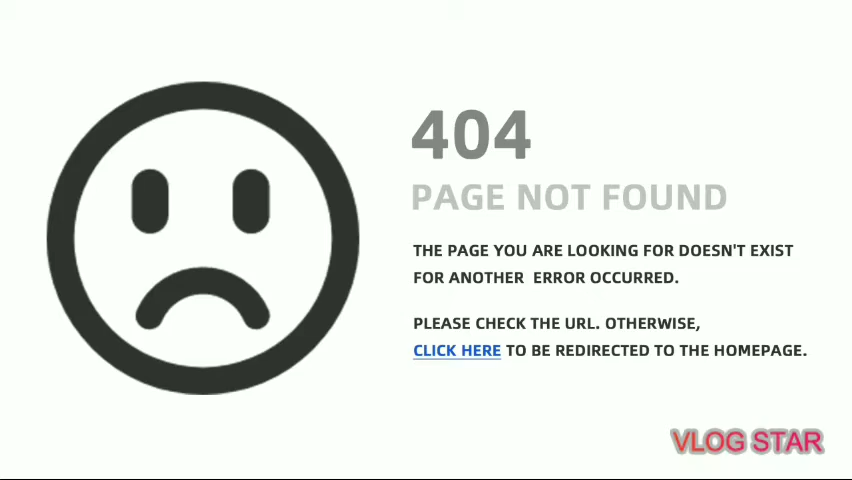 404
PAGE NOT FOUND
THE PAGE YOU ARE LOOKING FOR DOESN'T EXIST
FOR ANOTHER ERROR OCCURRED.
PLEASE CHECK THE URL. OTHERWISE,
CLICK HERE TO BE REDIRECTED TO THE HOMEPAGE.
VLOG STAR